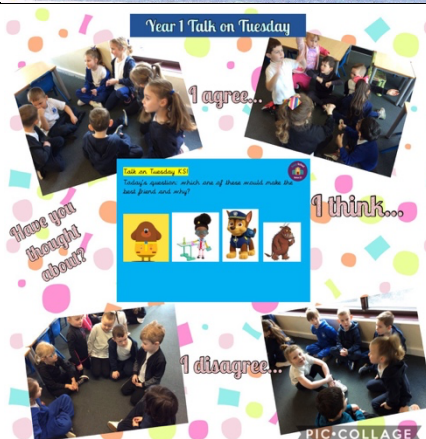 Year 1 Talk on Tuesday
I agree...
Talk on Tuesday KS1
Today's question: which one of these would make the
best friend and why?
I think...
Have you
thought
about?
I disagree...
PIC•COLLAGE